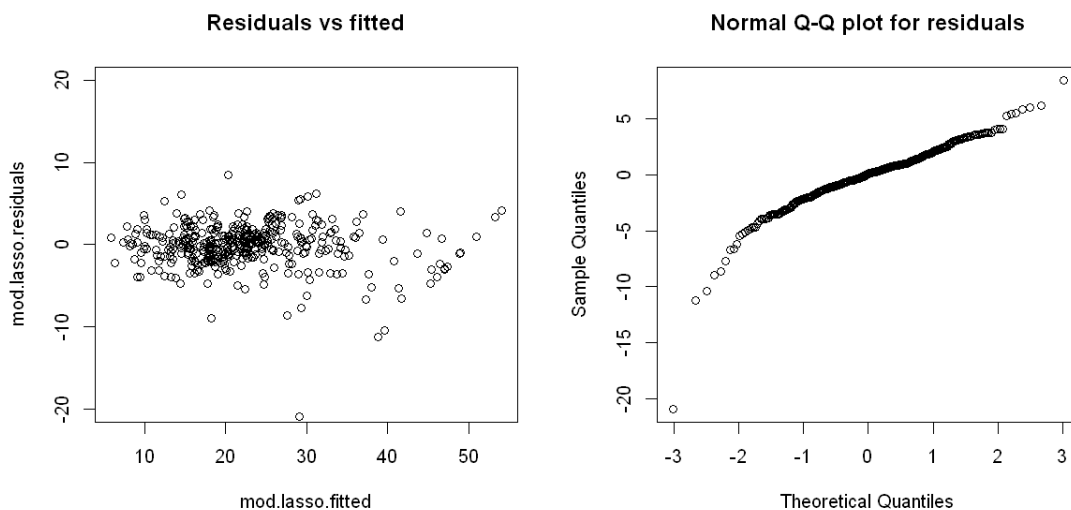 Residuals vs fitted
mod.lasso.residuals
20
10
0
-10
-20
10 20 30 40 50
mod.lasso.fitted
Normal Q-Q plot for residuals
Sample Quantiles
5
0
-5
-10
-15
-20
-3 -2 -1 0 1 2 3
Theoretical Quantiles